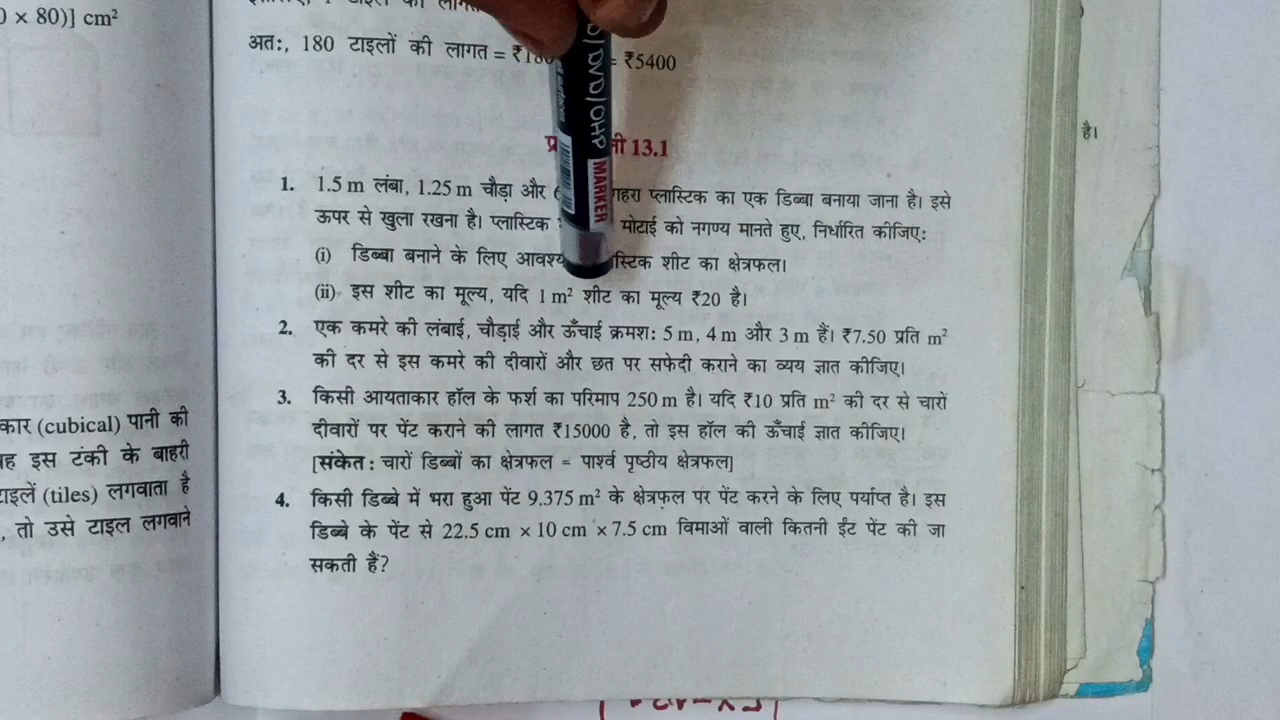 0 × 80)] cm²
अतः, 180 टाइलों की लागत = ₹180 = ₹5400
13.1
1. 1.5 m लंबा, 1.25 m चौड़ा और गहरा प्लास्टिक का एक डिब्बा बनाया जाना है। इसे
ऊपर से खुला रखना है। प्लास्टिक मोटाई को नगण्य मानते हुए, निर्धारित कीजिए:
(i) डिब्बा बनाने के लिए शीट का क्षेत्रफल।
(ii) इस शीट का मूल्य, यदि 1 m² शीट का मूल्य ₹20 है।
2. एक कमरे की लंबाई, चौड़ाई और ऊँचाई क्रमशः 5 m, 4 m और 3 m हैं। ₹7.50 प्रति m²
की दर से इस कमरे की दीवारों और छत पर सफेदी कराने का व्यय ज्ञात कीजिए।
3. किसी आयताकार हॉल के फर्श का परिमाप 250 m है। यदि ₹10 प्रति m² की दर से चारों
दीवारों पर पेंट कराने की लागत ₹15000 है, तो इस हॉल की ऊँचाई ज्ञात कीजिए।
[संकेत : चारों डिब्बों का क्षेत्रफल = पार्श्व पृष्ठीय क्षेत्रफल]
4. किसी डिब्बे में भरा हुआ पेंट 9.375 m² के क्षेत्रफल पर पेंट करने के लिए पर्याप्त है। इस
डिब्बे के पेंट से 22.5 cm × 10 cm × 7.5 cm विमाओं वाली कितनी ईंट पेंट की जा
सकती हैं?
कार (cubical) पानी की
इस टंकी के बाहरी
टाइलें (tiles) लगवाता है
, तो उसे टाइल लगवाने
है।
D/DVD/OHP
MARKER